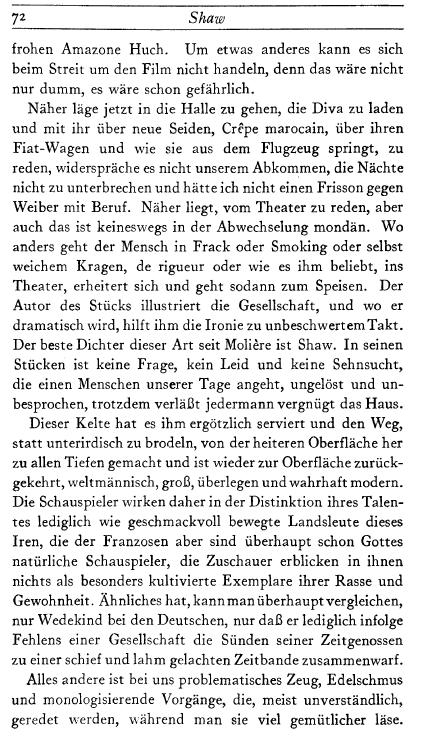 72 Shaw
frohen Amazone Huch. Um etwas anderes kann es sich
beim Streit um den Film nicht handeln, denn das wäre nicht
nur dumm, es wäre schon gefährlich.
Näher läge jetzt in die Halle zu gehen, die Diva zu laden
und mit ihr über neue Seiden, Crêpe marocain, über ihren
Fiat-Wagen und wie sie aus dem Flugzeug springt, zu
reden, widerspräche es nicht unserem Abkommen, die Nächte
nicht zu unterbrechen und hätte ich nicht einen Frisson gegen
Weiber mit Beruf. Näher liegt, vom Theater zu reden, aber
auch das ist keineswegs in der Abwechselung mondän. Wo
anders geht der Mensch in Frack oder Smoking oder selbst
weichem Kragen, de rigueur oder wie es ihm beliebt, ins
Theater, erheitert sich und geht sodann zum Speisen. Der
Autor des Stücks illustriert die Gesellschaft, und wo er
dramatisch wird, hilft ihm die Ironie zu unbeschwertem Takt.
Der beste Dichter dieser Art seit Molière ist Shaw. In seinen
Stücken ist keine Frage, kein Leid und keine Sehnsucht,
die einen Menschen unserer Tage angeht, ungelöst und un-
besprochen, trotzdem verläßt jedermann vergnügt das Haus.
Dieser Kelte hat es ihm ergötzlich serviert und den Weg,
statt unterirdisch zu brodeln, von der heiteren Oberfläche her
zu allen Tiefen gemacht und ist wieder zur Oberfläche zurück-
gekehrt, weltmännisch, groß, überlegen und wahrhaft modern.
Die Schauspieler wirken daher in der Distinktion ihres Talen-
tes lediglich wie geschmackvoll bewegte Landsleute dieses
Iren, die der Franzosen aber sind überhaupt schon Gottes
natürliche Schauspieler, die Zuschauer erblicken in ihnen
nichts als besonders kultivierte Exemplare ihrer Rasse und
Gewohnheit. Ähnliches hat, kann man überhaupt vergleichen,
nur Wedekind bei den Deutschen, nur daß er lediglich infolge
Fehlens einer Gesellschaft die Sünden seiner Zeitgenossen
zu einer schief und lahm gelachten Zeitbande zusammenwarf.
Alles andere ist bei uns problematisches Zeug, Edelschmus
und monologisierende Vorgänge, die, meist unverständlich,
geredet werden, während man sie viel gemütlicher läse.